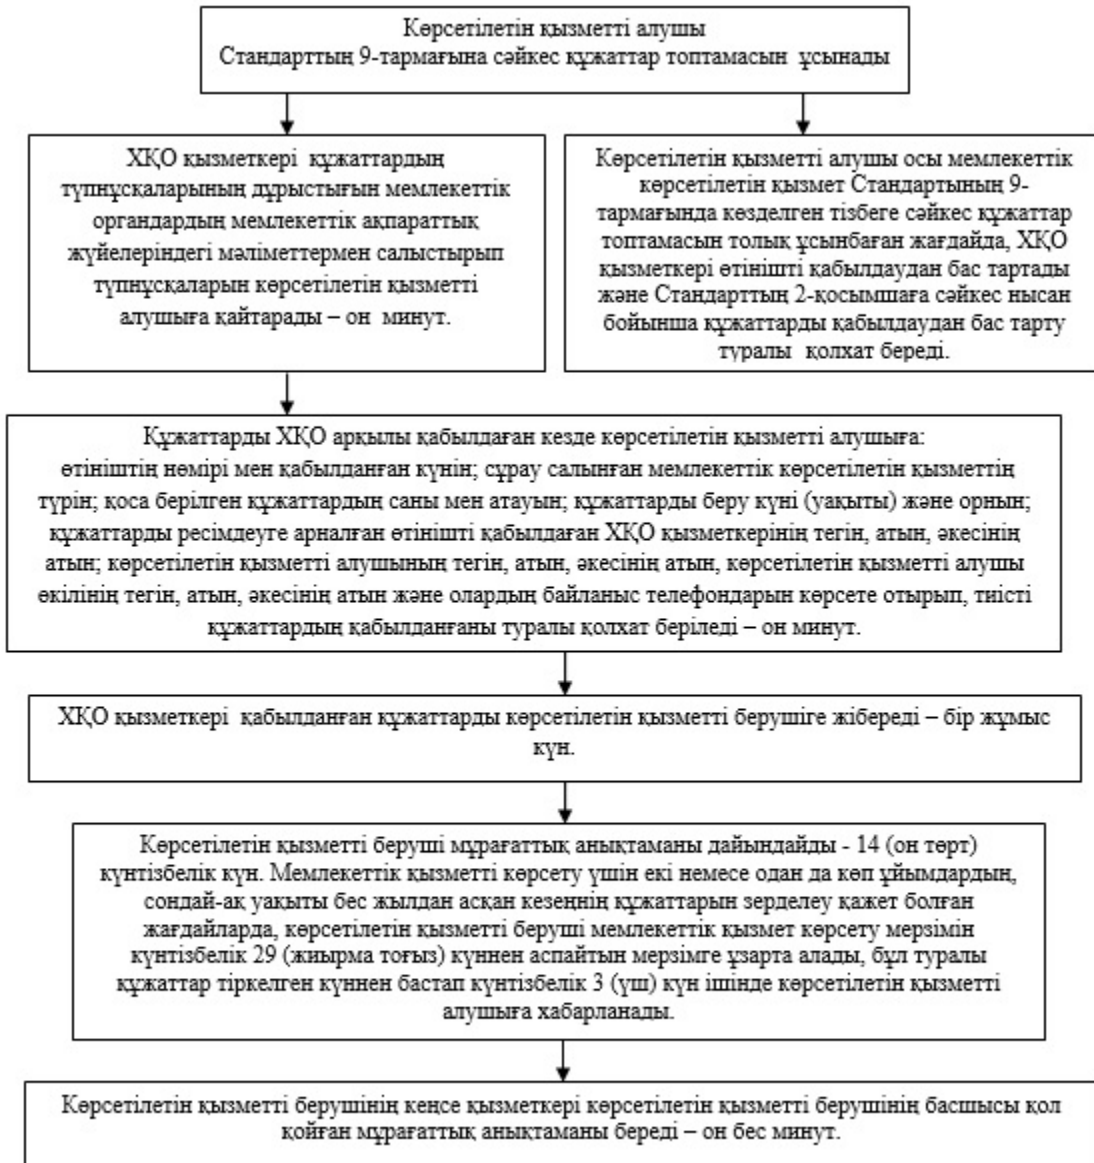 Көрсетілетін қызметті алушы
Стандарттың 9-тармағына сәйкес құжаттар топтамасын ұсынады
ХҚО қызметкері құжаттардың
түпнұсқаларының дұрыстығын мемлекеттік
органдардың мемлекеттік ақпараттық
жүйелеріндегі мәліметтермен салыстырып
түпнұсқаларын көрсетілетін қызметті
алушыға қайтарады – он минут.
Көрсетілетін қызметті алушы осы мемлекеттік
көрсетілетін қызмет Стандартының 9-
тармағында көзделген тізбеге сәйкес құжаттар
топтамасын толық ұсынбаған жағдайда, ХҚО
қызметкері өтінішті қабылдаудан бас тартады
және Стандарттың 2-қосымшаға сәйкес нысан
бойынша құжаттарды қабылдаудан бас тарту
туралы қолхат береді.
Құжаттарды ХҚО арқылы қабылдаған кезде көрсетілетін қызметті алушыға:
өтініштің нөмірі мен қабылданған күнін; сұрау салынған мемлекеттік көрсетілетін қызметтің
түрін; қоса берілген құжаттардың саны мен атауын; құжаттарды беру күні (уақыты) және орнын;
құжаттарды ресімдеуге арналған өтінішті қабылдаған ХҚО қызметкерінің тегін, атын, әкесінің
атын; көрсетілетін қызметті алушының тегін, атын, әкесінің атын, көрсетілетін қызметті алушы
өкілінің тегін, атын, әкесінің атын және олардың байланыс телефондарын көрсете отырып, тиісті
құжаттардың қабылданғаны туралы қолхат беріледі – он минут.
ХҚО қызметкері қабылданған құжаттарды көрсетілетін қызметті берушіге жібереді – бір жұмыс
күн.
Көрсетілетін қызметті беруші мұрағаттық анықтаманы дайындайды - 14 (он төрт)
күнтізбелік күн. Мемлекеттік қызметті көрсету үшін екі немесе одан да көп ұйымдардың,
сондай-ақ уақыты бес жылдан асқан кезеңнің құжаттарын зерделеу қажет болған
жағдайларда, көрсетілетін қызметті беруші мемлекеттік қызмет көрсету мерзімін
күнтізбелік 29 (жиырма тоғыз) күннен аспайтын мерзімге ұзарта алады, бұл туралы
құжаттар тіркелген күннен бастап күнтізбелік 3 (үш) күн ішінде көрсетілетін қызметті
алушыға хабарланады.
Көрсетілетін қызметті берушінің кеңсе қызметкері көрсетілетін қызметті берушінің басшысы қол
қойған мұрағаттық анықтаманы береді – он бес минут.